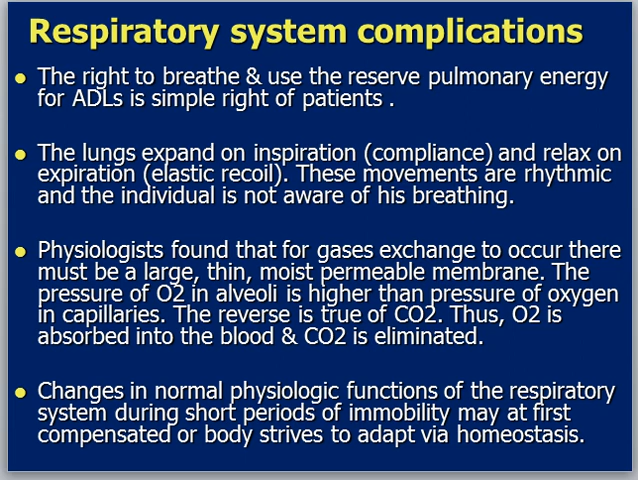 Respiratory system complications
● The right to breathe & use the reserve pulmonary energy
for ADLs is simple right of patients .
● The lungs expand on inspiration (compliance) and relax on
expiration (elastic recoil). These movements are rhythmic
and the individual is not aware of his breathing.
● Physiologists found that for gases exchange to occur there
must be a large, thin, moist permeable membrane. The
pressure of O2 in alveoli is higher than pressure of oxygen
in capillaries. The reverse is true of CO2. Thus, O2 is
absorbed into the blood & CO2 is eliminated.
● Changes in normal physiologic functions of the respiratory
system during short periods of immobility may at first
compensated or body strives to adapt via homeostasis.